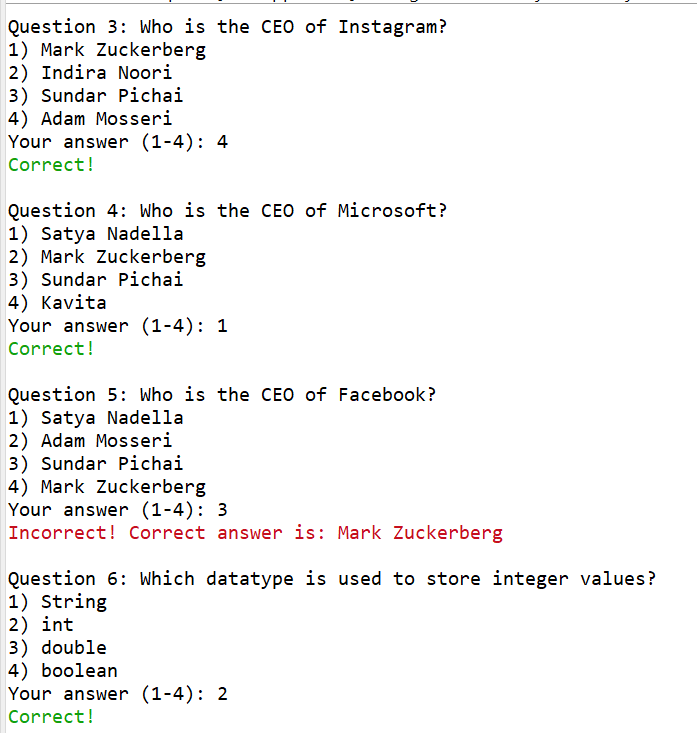 Question 3: Who is the CEO of Instagram?
1) Mark Zuckerberg
2) Indira Noori
3) Sundar Pichai
4) Adam Mosseri
Your answer (1-4): 4
Correct!
Question 4: Who is the CEO of Microsoft?
1) Satya Nadella
2) Mark Zuckerberg
3) Sundar Pichai
4) Kavita
Your answer (1-4): 1
Correct!
Question 5: Who is the CEO of Facebook?
1) Satya Nadella
2) Adam Mosseri
3) Sundar Pichai
4) Mark Zuckerberg
Your answer (1-4): 3
Incorrect! Correct answer is: Mark Zuckerberg
Question 6: Which datatype is used to store integer values?
1) String
2) int
3) double
4) boolean
Your answer (1-4): 2
Correct!